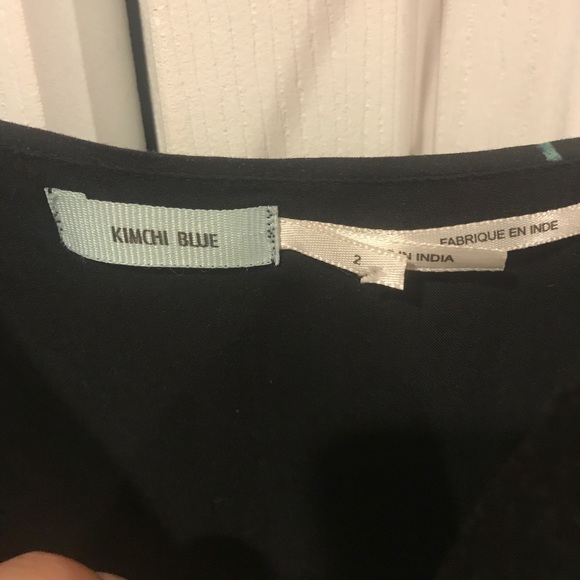 KIMCHI BLUE
FABRIQUE EN INDE
2
IN INDIA